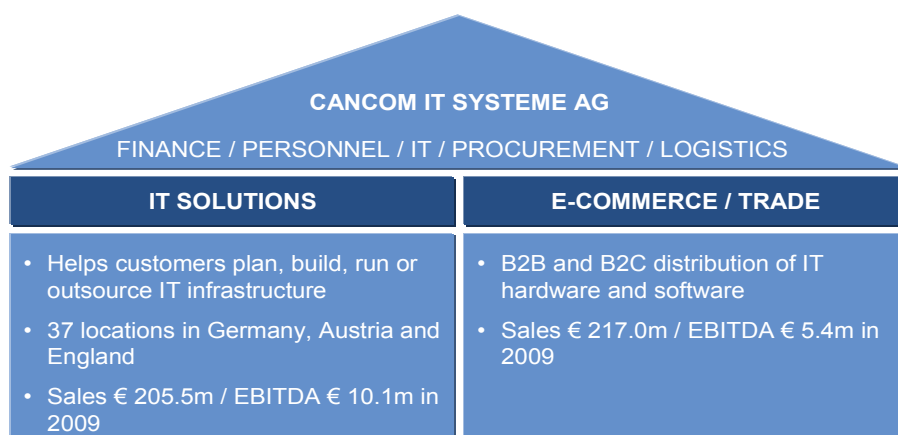 CANCOM IT SYSTEME AG
FINANCE / PERSONNEL / IT / PROCUREMENT / LOGISTICS
IT SOLUTIONS
• Helps customers plan, build, run or
outsource IT infrastructure
• 37 locations in Germany, Austria and
England
• Sales € 205.5m / EBITDA € 10.1m in
2009
E-COMMERCE / TRADE
• B2B and B2C distribution of IT
hardware and software
• Sales € 217.0m / EBITDA € 5.4m in
2009